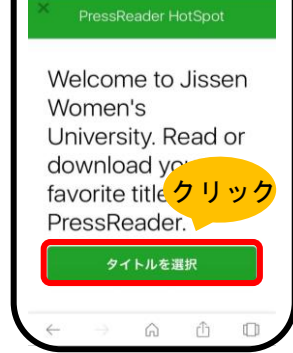 ×
PressReader HotSpot
Welcome to Jissen
Women's
University. Read or
download yo
favorite title
PressReader.
クリック
タイトルを選択